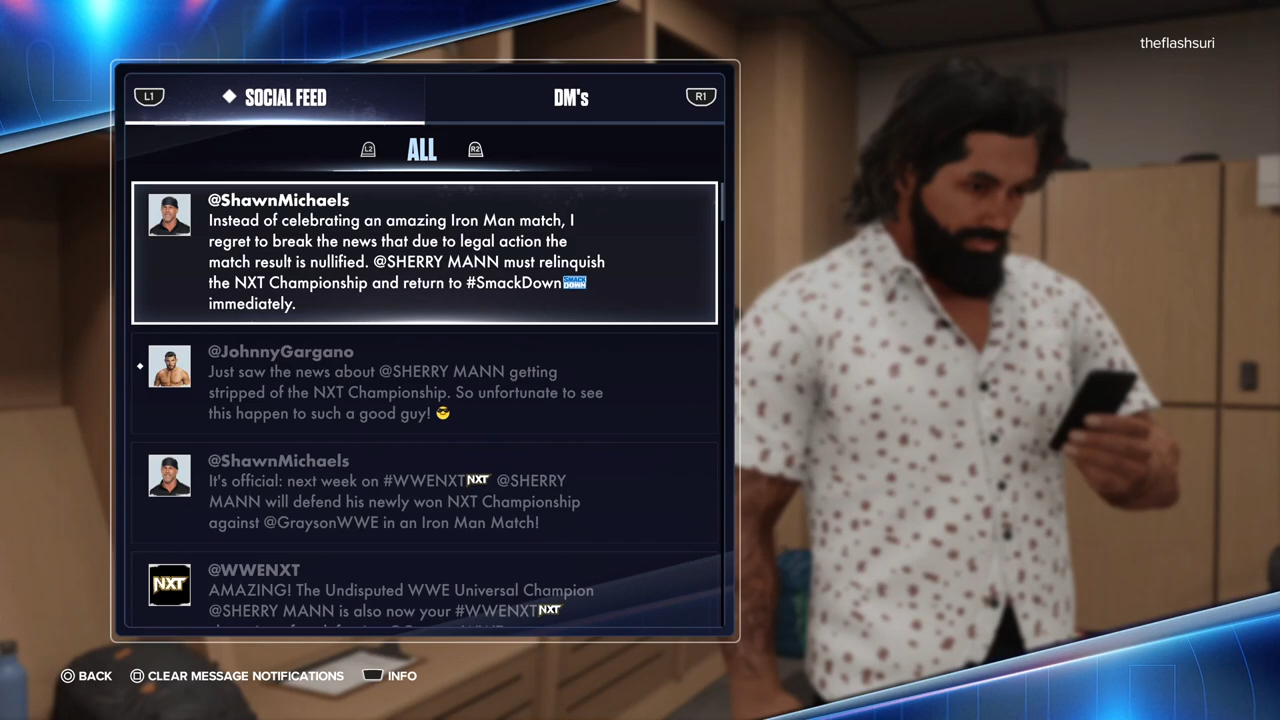 theflashsuri
L1
SOCIAL FEED
DM's
R1
L2
ALL
R2
@ShawnMichaels
Instead of celebrating an amazing Iron Man match, I
regret to break the news that due to legal action the
match result is nullified. @SHERRY MANN must relinquish
the NXT Championship and return to #SmackDown SMACK DOWN
immediately.
@JohnnyGargano
Just saw the news about @SHERRY MANN getting
stripped of the NXT Championship. So unfortunate to see
this happen to such a good guy! 😎
@ShawnMichaels
It's official: next week on #WWENXT NXT @SHERRY
MANN will defend his newly won NXT Championship
against @GraysonWWE in an Iron Man Match!
NXT
@WWENXT
AMAZING! The Undisputed WWE Universal Champion
@SHERRY MANN is also now your #WWENXT NXT
BACK
CLEAR MESSAGE NOTIFICATIONS
INFO